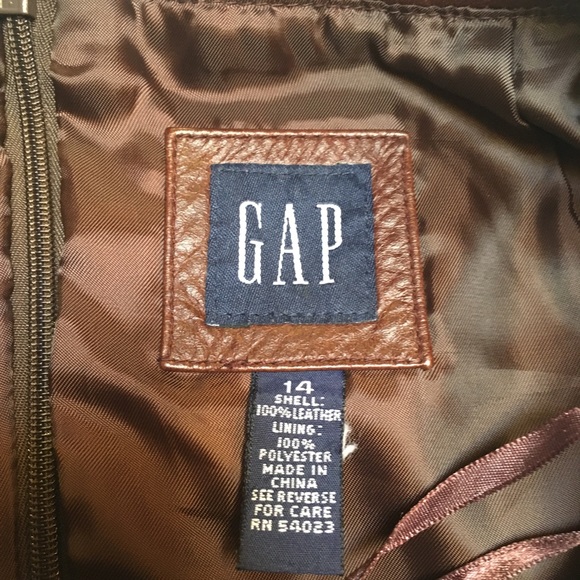 GAP
14
SHELL:
100% LEATHER
LINING:
100%
POLYESTER
MADE IN
CHINA
SEE REVERSE
FOR CARE
RN 54023